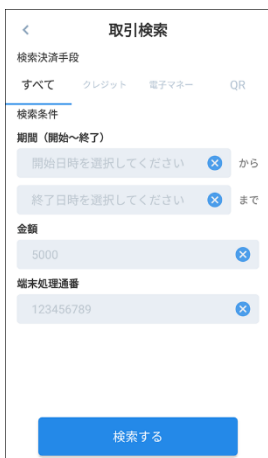 取引検索
検索決済手段
すべて クレジット 電子マネー QR
検索条件
期間（開始〜終了）
開始日時を選択してください から
終了日時を選択してください まで
金額
5000
端末処理通番
123456789
検索する